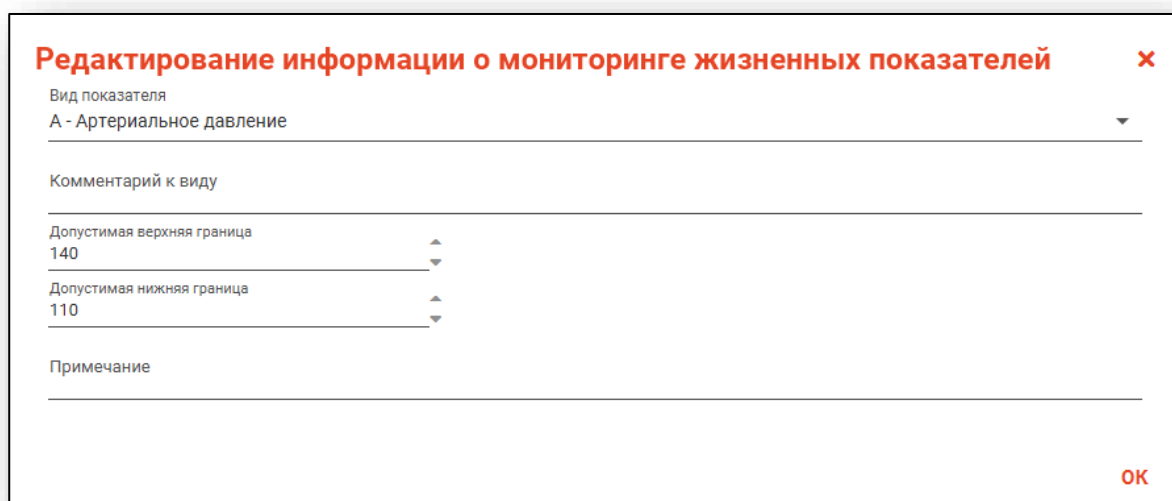 Редактирование информации о мониторинге жизненных показателей
Вид показателя
А - Артериальное давление
Комментарий к виду
Допустимая верхняя граница
140
Допустимая нижняя граница
110
Примечание
ОК